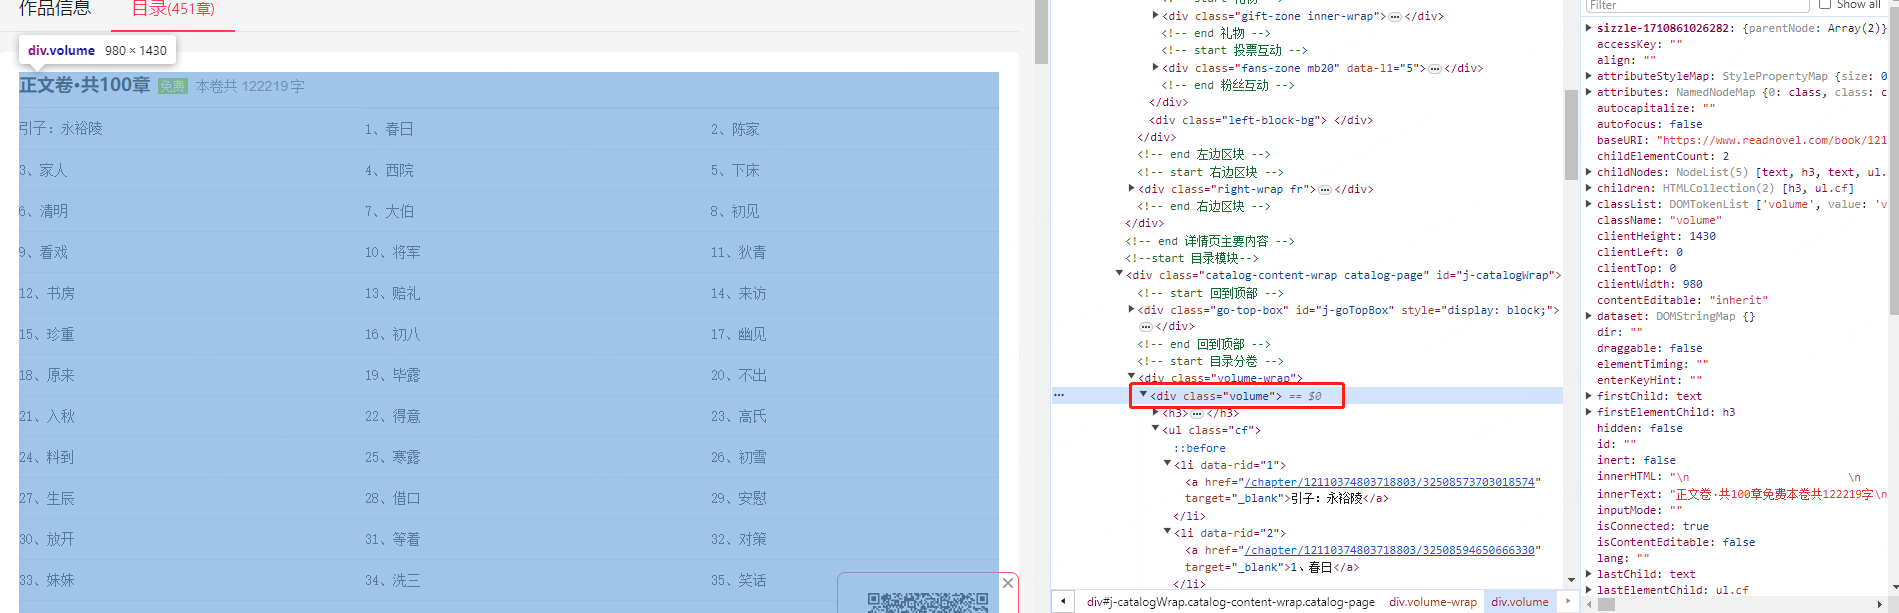 作品信息 目录(451章)
div.volume 980 × 1430
正文卷·共100章 免费 本卷共 122219 字
引子：永裕陵 1、春日 2、陈家
3、家人 4、西院 5、下床
6、清明 7、大伯 8、初见
9、看戏 10、将军 11、狄青
12、书房 13、赔礼 14、来访
15、珍重 16、初八 17、幽见
18、原来 19、毕露 20、不出
21、入秋 22、得意 23、高氏
24、料到 25、寒露 26、初雪
27、生辰 28、借口 29、安慰
30、放开 31、等着 32、对策
33、妹妹 34、洗三 35、笑话
<div class="gift-zone inner-wrap"> ⋯ </div>
<!-- end 礼物 -->
<!-- start 投票互动 -->
<div class="fans-zone mb20" data-l1="5"> ⋯ </div>
<!-- end 粉丝互动 -->
</div>
<div class="left-block-bg"> </div>
</div>
<!-- end 左边区块 -->
<!-- start 右边区块 -->
<div class="right-wrap fr"> ⋯ </div>
<!-- end 右边区块 -->
</div>
<!-- end 详情页主要内容 -->
<!--start 目录模块-->
<div class="catalog-content-wrap catalog-page" id="j-catalogWrap">
<!-- start 回到顶部 -->
<div class="go-top-box" id="j-goTopBox" style="display: block;">
⋯ </div>
<!-- end 回到顶部 -->
<!-- start 目录分卷 -->
<div class="volume-wrap">
⋯ <div class="volume"> == $0
<h3> ⋯ </h3>
<ul class="cf">
::before
<li data-rid="1">
<a href="/chapter/12110374803718803/32508573703018574"
target="_blank">引子：永裕陵</a>
</li>
<li data-rid="2">
<a href="/chapter/12110374803718803/32508594650666330"
target="_blank">1、春日</a>
</li>
div#j-catalogWrap.catalog-content-wrap.catalog-page div.volume-wrap div.volume
Filter Show all
sizzle-1710861026282: {parentNode: Array(2)}
accessKey: ""
align: ""
attributeStyleMap: StylePropertyMap {size: 0
attributes: NamedNodeMap {0: class, class: c
autocapitalize: ""
autofocus: false
baseURI: "https://www.readnovel.com/book/121
childElementCount: 2
childNodes: NodeList(5) [text, h3, text, ul.
children: HTMLCollection(2) [h3, ul.cf]
classList: DOMTokenList ['volume', value: 'v
className: "volume"
clientHeight: 1430
clientLeft: 0
clientTop: 0
clientWidth: 980
contentEditable: "inherit"
dataset: DOMStringMap {}
dir: ""
draggable: false
elementTiming: ""
enterKeyHint: ""
firstChild: text
firstElementChild: h3
hidden: false
id: ""
inert: false
innerHTML: "\n \n
innerText: "正文卷·共100章免费本卷共122219字\n
inputMode: ""
isConnected: true
isContentEditable: false
lang: ""
lastChild: text
lastElementChild: ul.cf